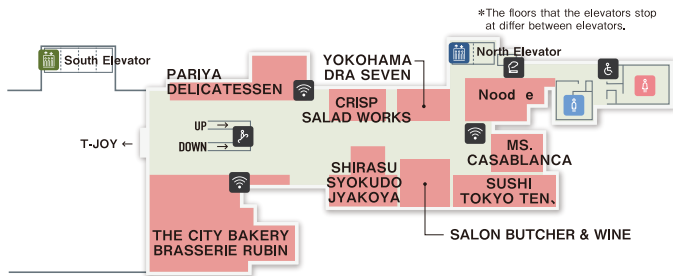 *The floors that the elevators stop
at differ between elevators.
South Elevator
North Elevator
PARIYA
DELICATESSEN
YOKOHAMA
DRA SEVEN
CRISP
SALAD WORKS
Nood e
UP →
DOWN →
T-JOY ←
MS.
CASABLANCA
SHIRASU
SYOKUDO
JYAKOYA
SUSHI
TOKYO TEN、
THE CITY BAKERY
BRASSERIE RUBIN
SALON BUTCHER & WINE